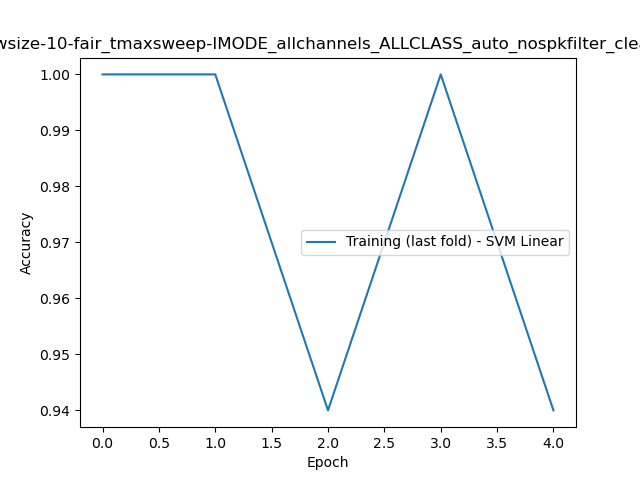 wsize-10-fair_tmaxsweep-IMODE_allchannels_ALLCLASS_auto_nospkfilter_clea
1.00
0.99
0.98
0.97
0.96
0.95
0.94
Accuracy
Training (last fold) - SVM Linear
0.0 0.5 1.0 1.5 2.0 2.5 3.0 3.5 4.0
Epoch